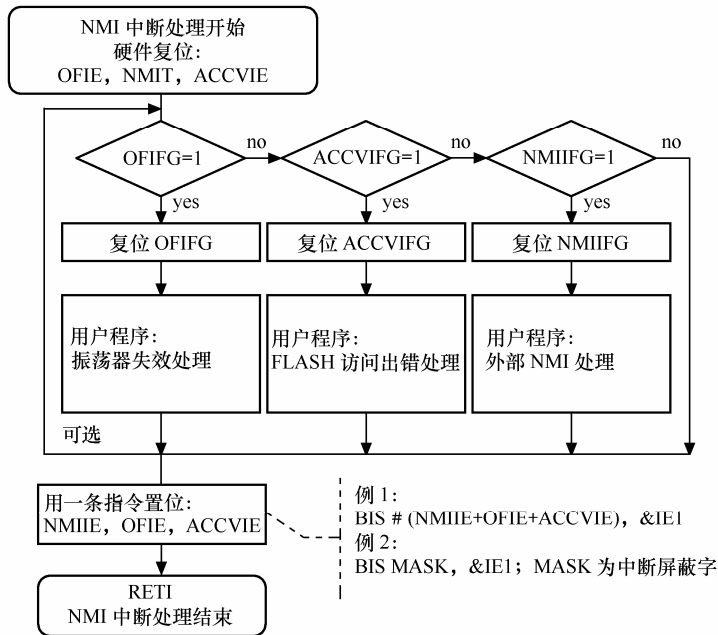 NMI 中断处理开始
硬件复位：
OFIE，NMIT，ACCVIE
OFIFG=1
no
ACCVIFG=1
no
NMIIFG=1
no
yes
yes
yes
复位 OFIFG
复位 ACCVIFG
复位 NMIIFG
用户程序：
振荡器失效处理
用户程序：
FLASH 访问出错处理
用户程序：
外部 NMI 处理
可选
用一条指令置位：
NMIIE，OFIE，ACCVIE
例 1：
BIS # (NMIIE+OFIE+ACCVIE)，&IE1
例 2：
BIS MASK，&IE1；MASK 为中断屏蔽字
RETI
NMI 中断处理结束